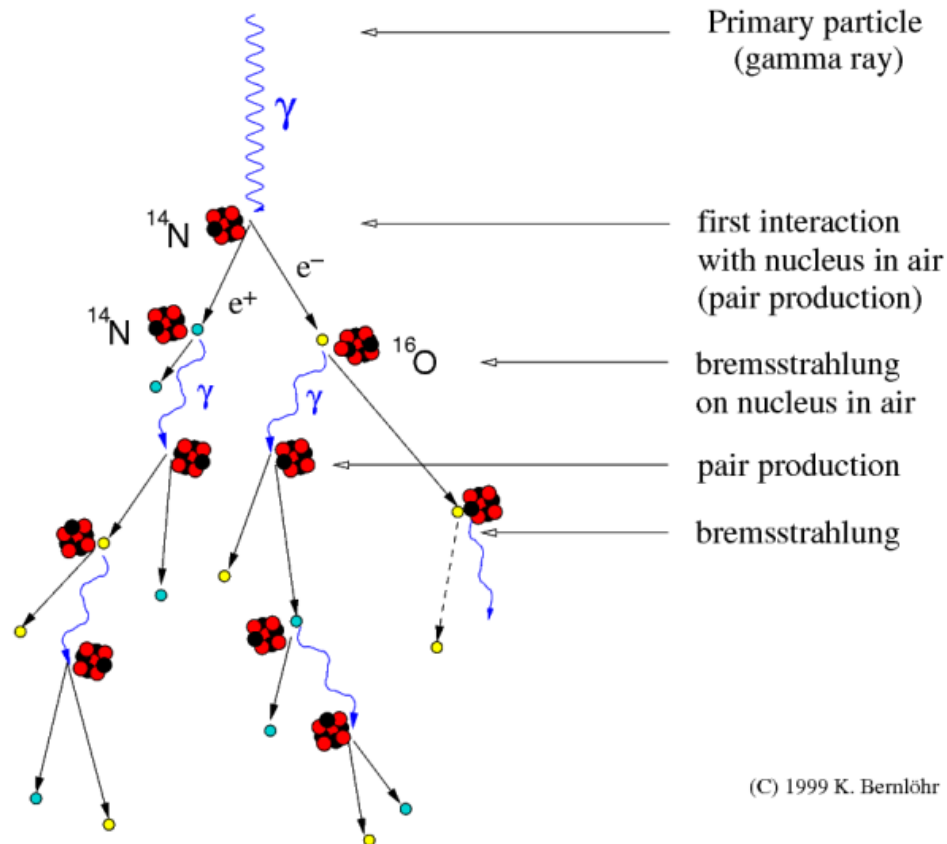 Primary particle
(gamma ray)
γ
¹⁴N
first interaction
with nucleus in air
(pair production)
e⁻
e⁺
¹⁴N
¹⁶O
bremsstrahlung
on nucleus in air
γ
γ
pair production
bremsstrahlung
(C) 1999 K. Bernlöhr